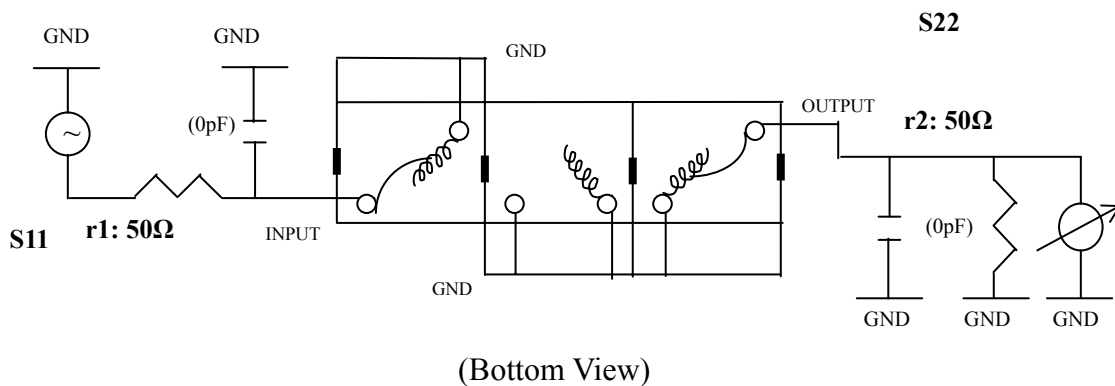 S22
GND
GND
GND
OUTPUT
(0pF)
r2: 50Ω
~
S11
r1: 50Ω
INPUT
(0pF)
GND
GND
GND
GND
(Bottom View)